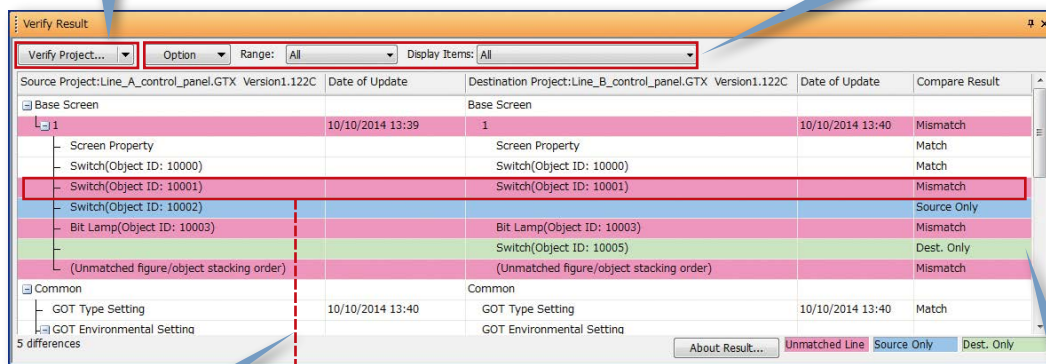 Verify Result
Verify Project... Option Range: All Display Items: All
Source Project:Line_A_control_panel.GTX Version1.122C Date of Update Destination Project:Line_B_control_panel.GTX Version1.122C Date of Update Compare Result
Base Screen Base Screen
1 10/10/2014 13:39 1 10/10/2014 13:40 Mismatch
Screen Property Screen Property Match
Switch(Object ID: 10000) Switch(Object ID: 10000) Match
Switch(Object ID: 10001) Switch(Object ID: 10001) Mismatch
Switch(Object ID: 10002) Source Only
Bit Lamp(Object ID: 10003) Bit Lamp(Object ID: 10003) Mismatch
Switch(Object ID: 10005) Dest. Only
(Unmatched figure/object stacking order) (Unmatched figure/object stacking order) Mismatch
Common Common
GOT Type Setting 10/10/2014 13:40 GOT Type Setting 10/10/2014 13:40 Match
GOT Environmental Setting GOT Environmental Setting
5 differences About Result... Unmatched Line Source Only Dest. Only